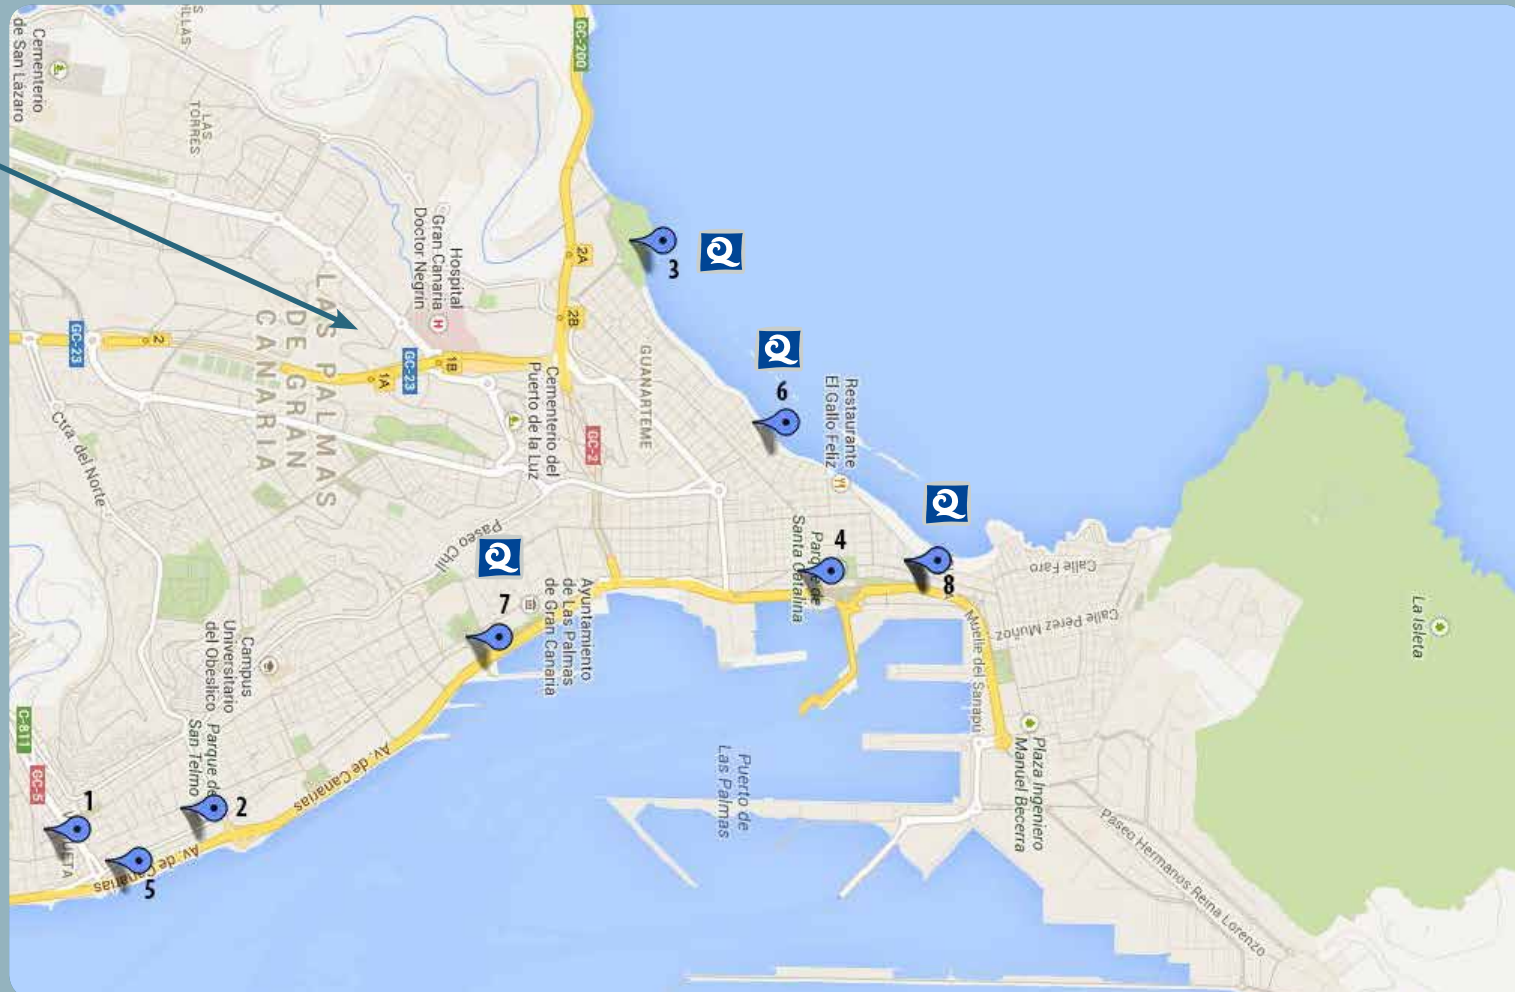 GC-200
Cementerio
de San Lázaro
LAS
TORRES
Hospital
Gran Canaria
Doctor Negrín
H
2A
2B
3
Q
LAS PALMAS
DE GRAN
CANARIA
GC-23
2
1A
GC-23
1B
GUANARTEME
Q
6
Restaurante
El Gallo Feliz
Cementerio del
Puerto de la Luz
GC-2
Ctra. del Norte
Paseo Chil
Q
7
Parque de
Santa Catalina
4
Q
8
Calle Faro
Calle Pérez Muñoz
La Isleta
Ayuntamiento
de Las Palmas
de Gran Canaria
Campus
Universitario
del Obeslico
Parque de
San Telmo
Muelle del Sanapú
Plaza Ingeniero
Manuel Becerra
Puerto de
Las Palmas
Av. de Canarias
C-811
GC-5
1
2
5
Av. de Canarias
Paseo Hermanos Reina Lorenzo